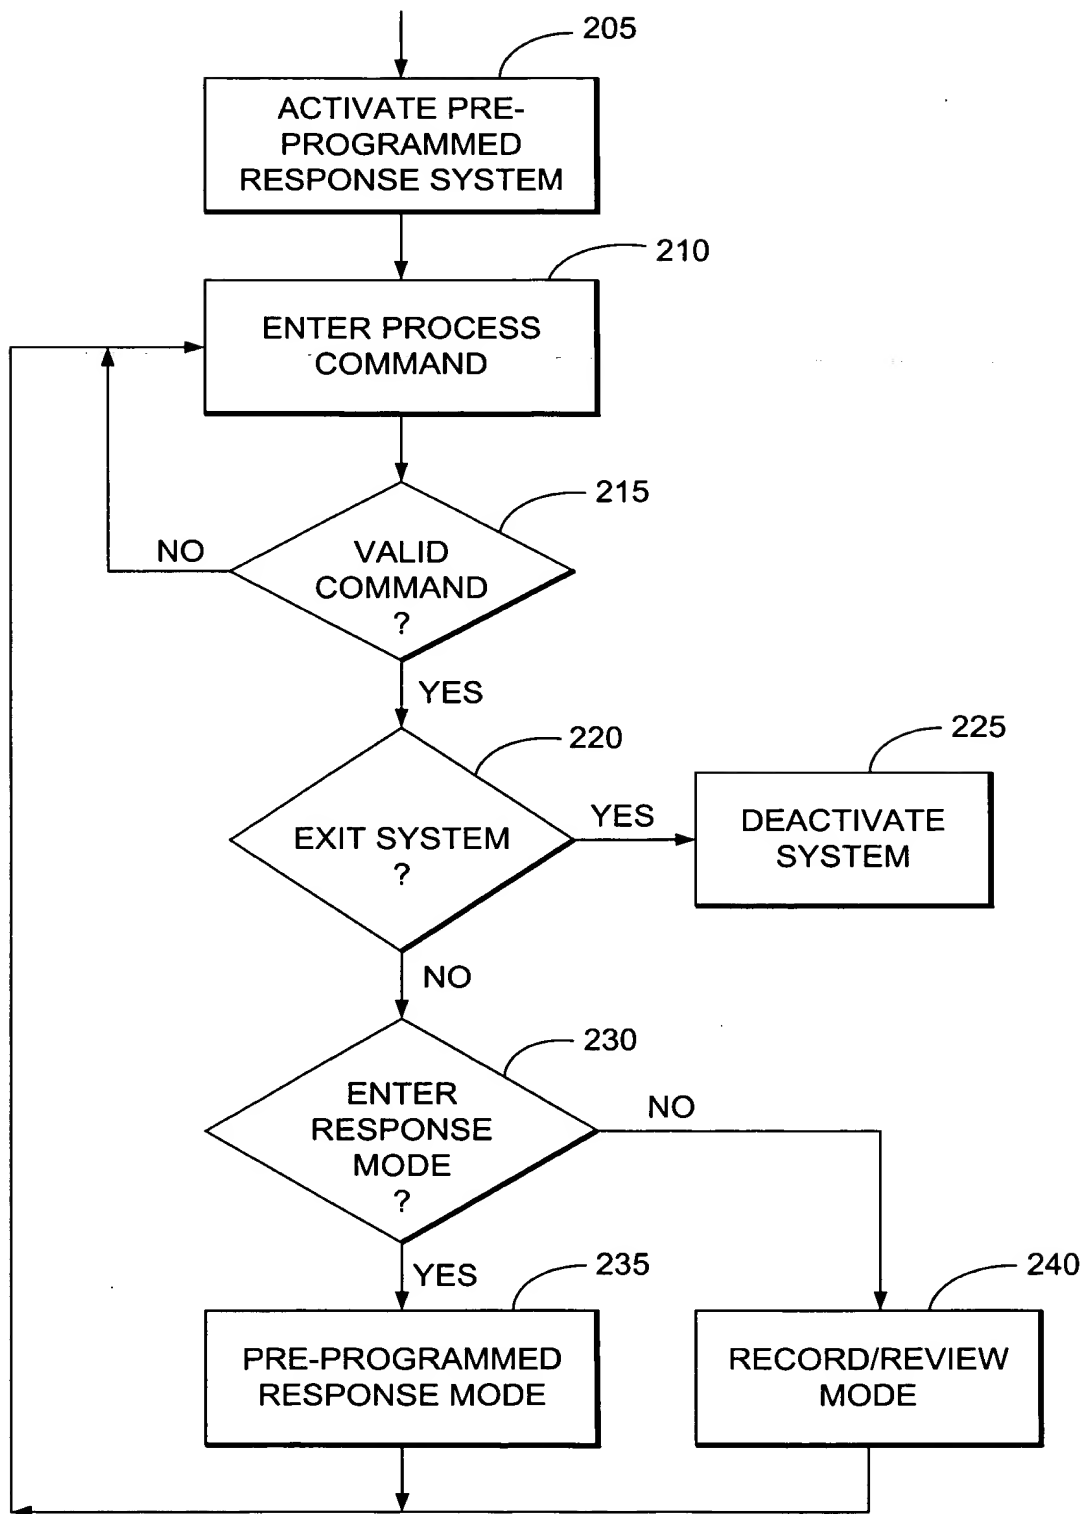 205
ACTIVATE PRE-
PROGRAMMED
RESPONSE SYSTEM
210
ENTER PROCESS
COMMAND
215
VALID
COMMAND
?
NO
YES
220
EXIT SYSTEM
?
YES
225
DEACTIVATE
SYSTEM
NO
230
ENTER
RESPONSE
MODE
?
NO
YES
235
PRE-PROGRAMMED
RESPONSE MODE
240
RECORD/REVIEW
MODE